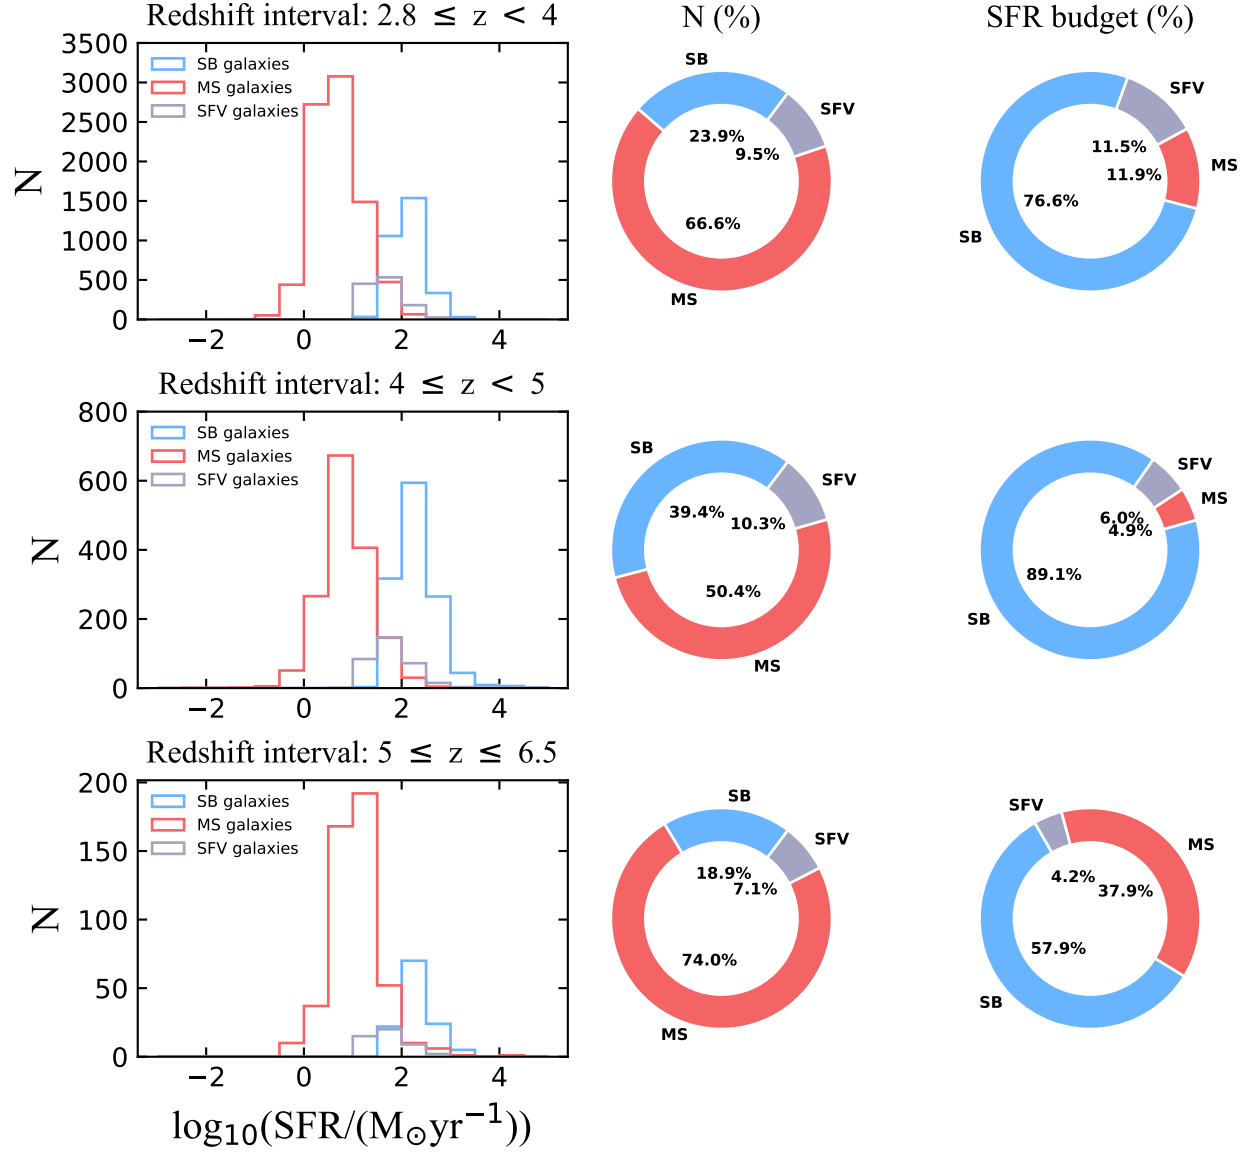 Redshift interval: 2.8 ≤ z < 4
N (%)
SFR budget (%)
3500
3000
2500
2000
1500
1000
500
0
N
SB galaxies
MS galaxies
SFV galaxies
−2 0 2 4
SB
SFV
23.9%
9.5%
66.6%
MS
SFV
11.5%
MS
11.9%
76.6%
SB
Redshift interval: 4 ≤ z < 5
800
600
400
200
0
N
SB galaxies
MS galaxies
SFV galaxies
−2 0 2 4
SB
SFV
39.4%
10.3%
50.4%
MS
SFV
MS
6.0%
4.9%
89.1%
SB
Redshift interval: 5 ≤ z ≤ 6.5
200
150
100
50
0
N
SB galaxies
MS galaxies
SFV galaxies
−2 0 2 4
log₁₀(SFR/(M⊙yr⁻¹))
SB
SFV
18.9%
7.1%
74.0%
MS
SFV
MS
4.2%
37.9%
57.9%
SB